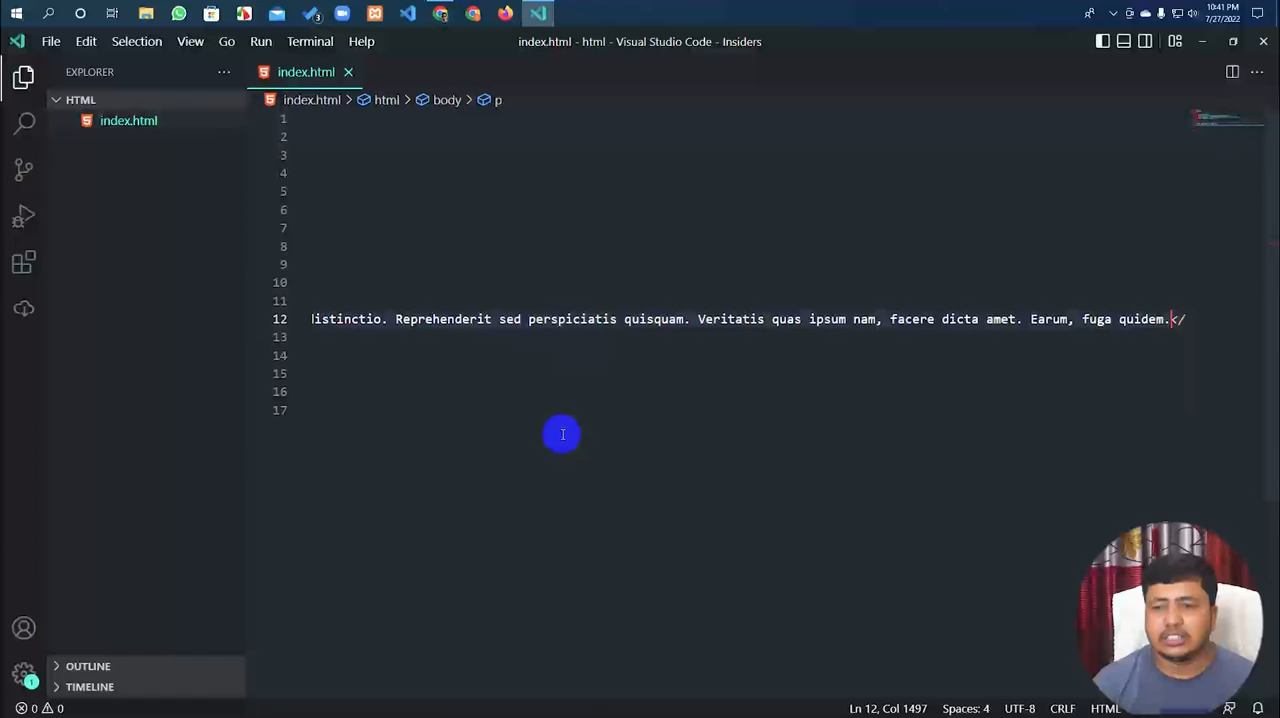 3
10:41 PM
7/27/2022
File Edit Selection View Go Run Terminal Help
index.html - html - Visual Studio Code - Insiders
EXPLORER ···
index.html
HTML
index.html > html > body > p
index.html
1
2
3
4
5
6
7
8
9
10
11
12 distinctio. Reprehenderit sed perspiciatis quisquam. Veritatis quas ipsum nam, facere dicta amet. Earum, fuga quidem.</
13
14
15
16
17
OUTLINE
1
TIMELINE
0 0
Ln 12, Col 1497 Spaces: 4 UTF-8 CRLF HTML